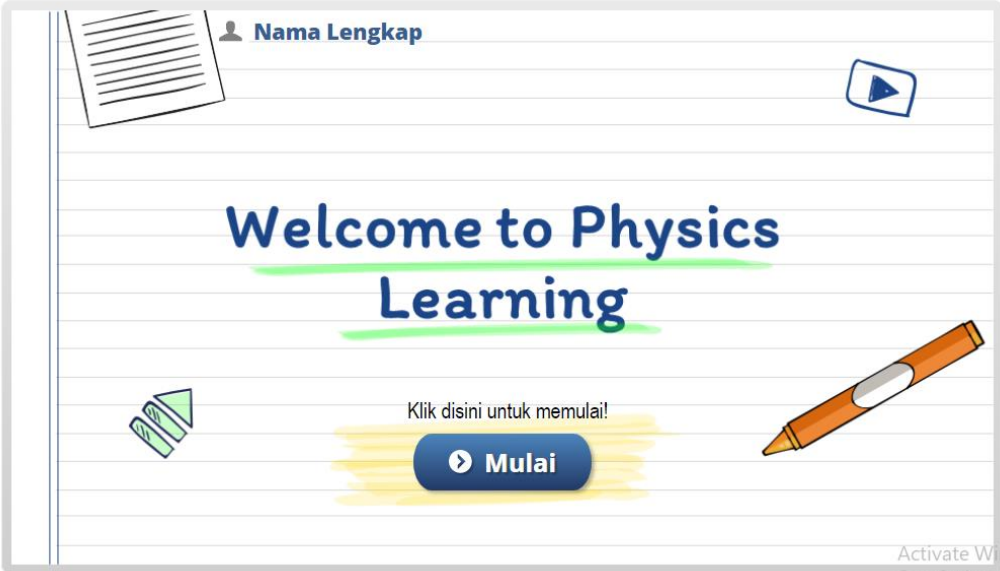 Nama Lengkap
Welcome to Physics
Learning
Klik disini untuk memulai!
Mulai
Activate Wi